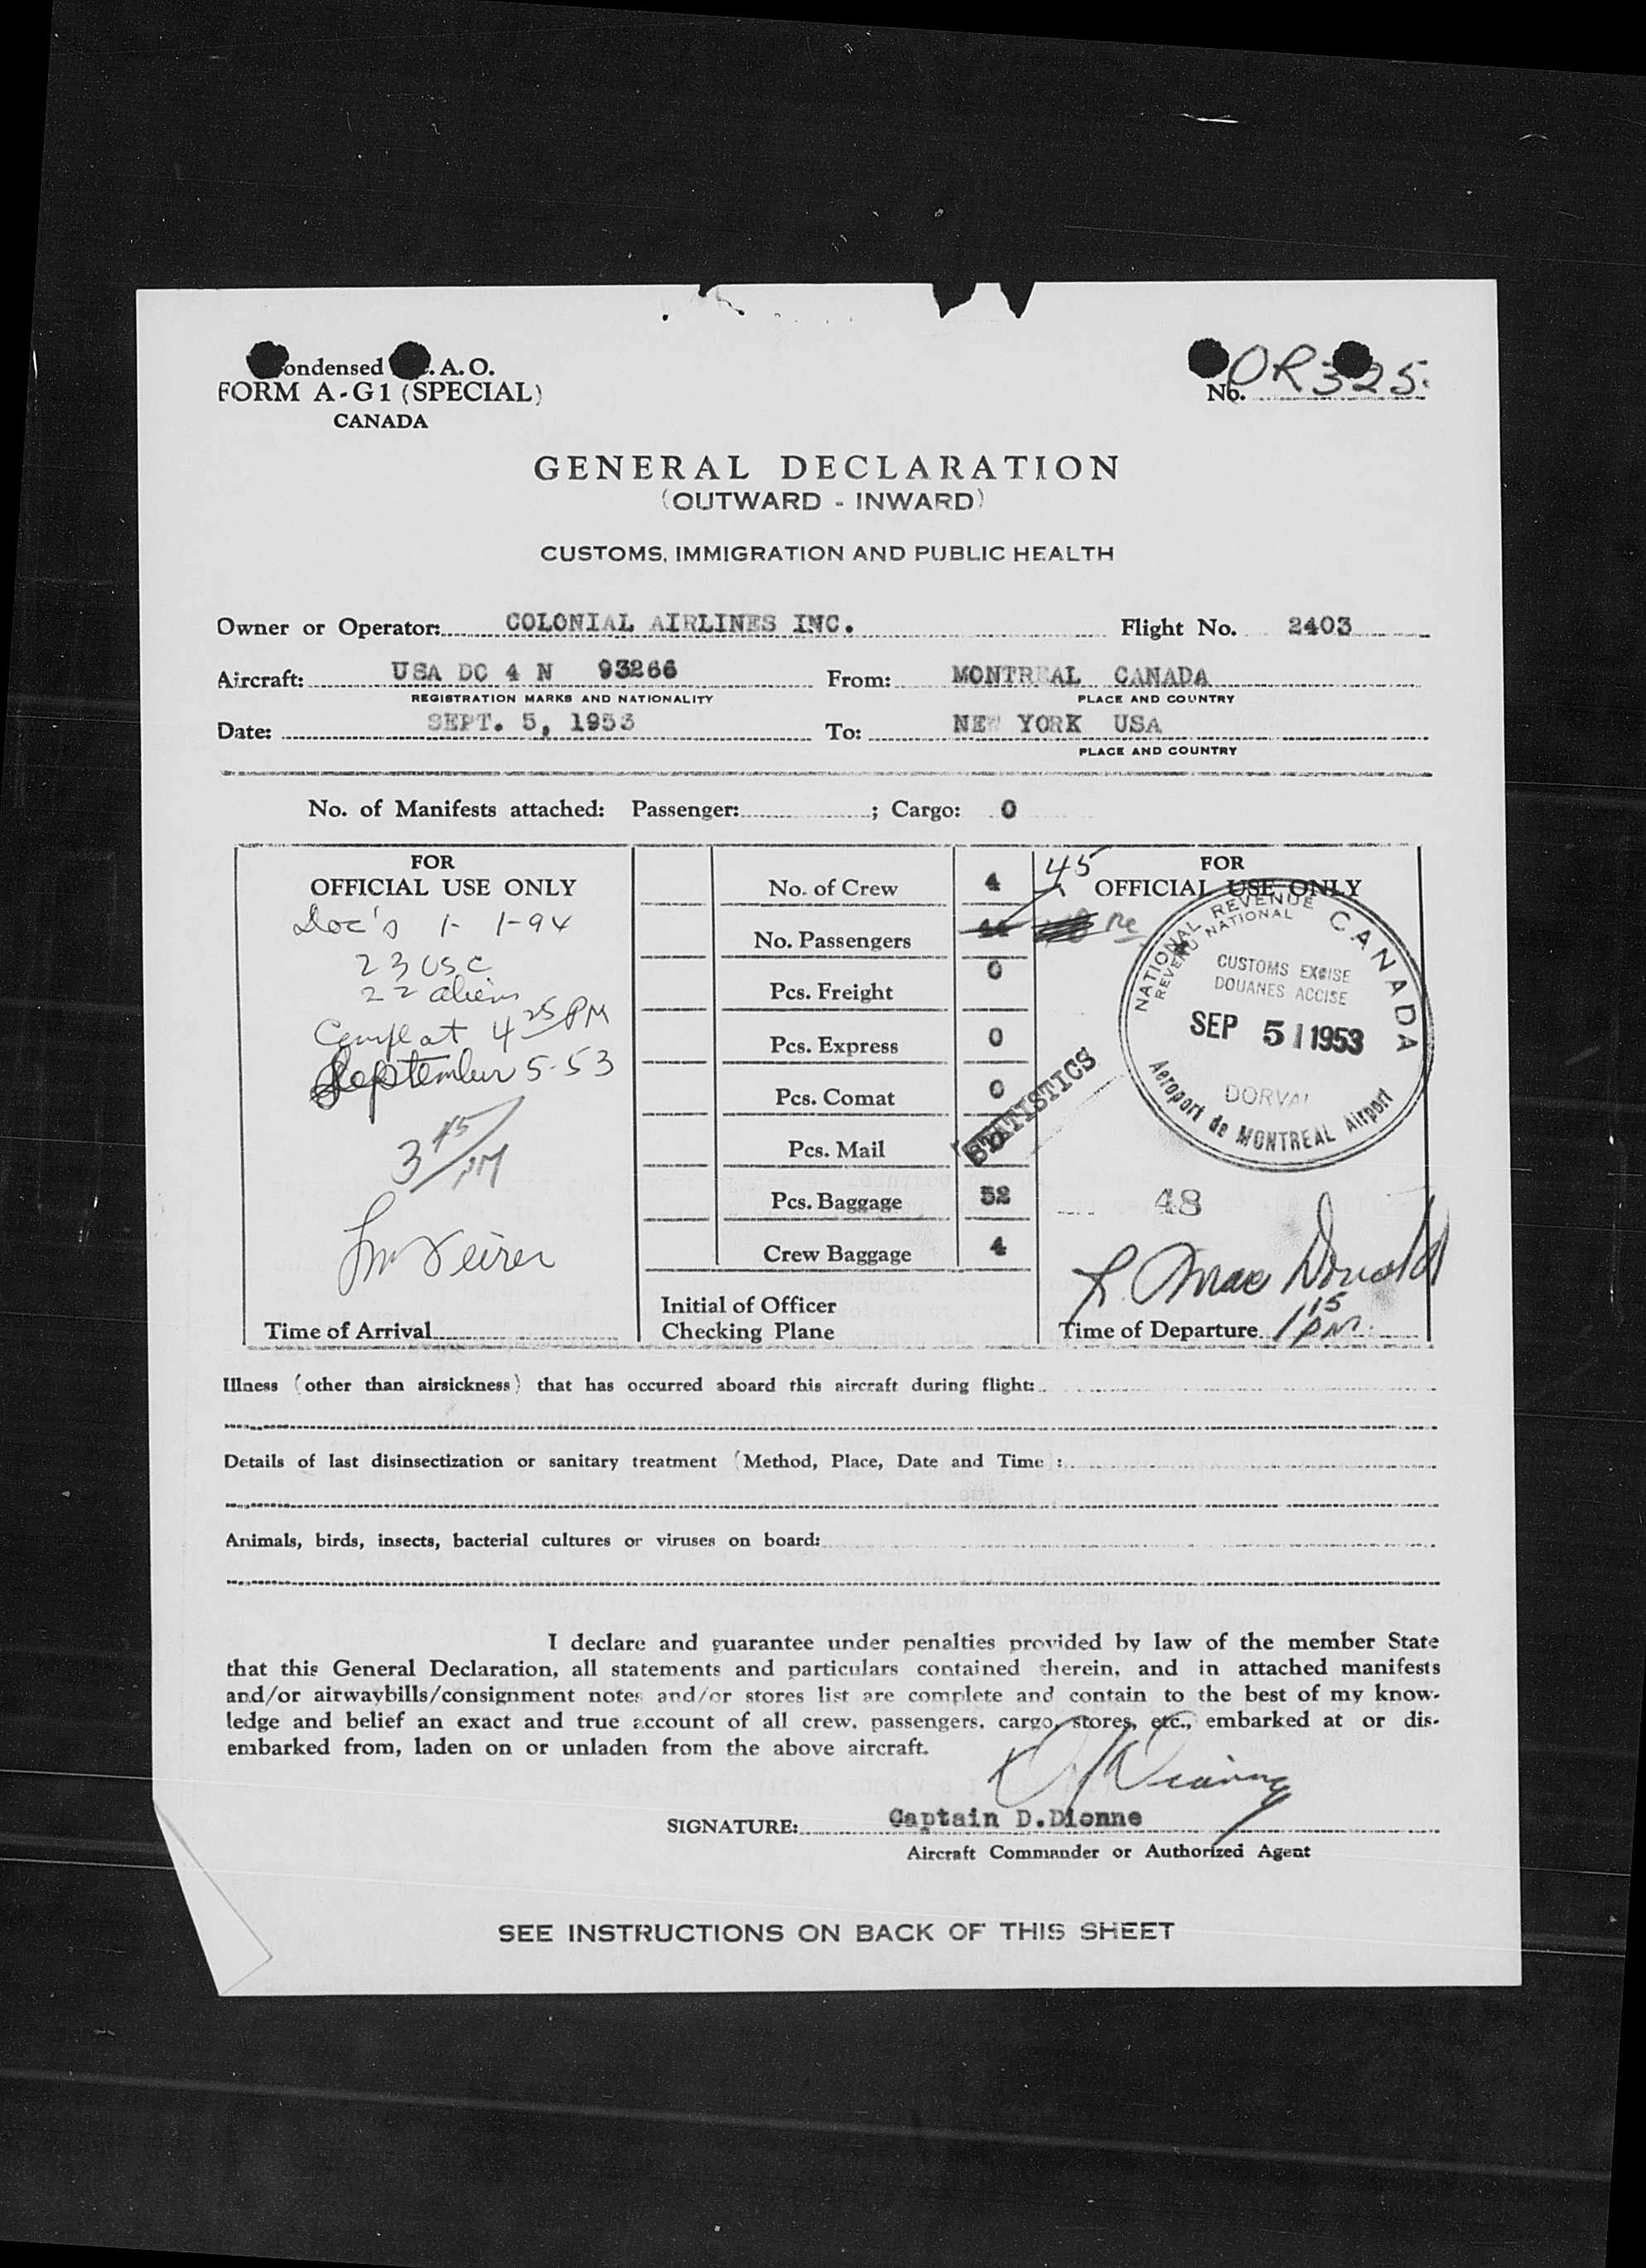 ondensed . A. O.
FORM A-G1 (SPECIAL)
CANADA
No. OR 325.
GENERAL DECLARATION
(OUTWARD - INWARD)
CUSTOMS, IMMIGRATION AND PUBLIC HEALTH
Owner or Operator: COLONIAL AIRLINES INC. Flight No. 2403
Aircraft: USA DC 4 N 93266 From: MONTREAL CANADA
REGISTRATION MARKS AND NATIONALITY PLACE AND COUNTRY
Date: SEPT. 5, 1953 To: NEW YORK USA
PLACE AND COUNTRY
No. of Manifests attached: Passenger: ; Cargo: 0
FOR
OFFICIAL USE ONLY
Doc's 1- 1-94
23 USC
22 aliens
at 4 25 PM
September 5-53
3 45 PM
Time of Arrival
No. of Crew 4
No. Passengers 45
Pcs. Freight 0
Pcs. Express 0
Pcs. Comat 0
Pcs. Mail
Pcs. Baggage 52
Crew Baggage 4
Initial of Officer
Checking Plane
STATISTICS
FOR
OFFICIAL USE ONLY
NATIONAL REVENUE CANADA
REVENU NATIONAL
CUSTOMS EXCISE
DOUANES ACCISE
SEP 5 1953
DORVAL
Aeroport de MONTREAL Airport
48
L. MacDonald
Time of Departure 1 15 PM.
Illness (other than airsickness) that has occurred aboard this aircraft during flight:
Details of last disinsectization or sanitary treatment (Method, Place, Date and Time):
Animals, birds, insects, bacterial cultures or viruses on board:
I declare and guarantee under penalties provided by law of the member State
that this General Declaration, all statements and particulars contained therein, and in attached manifests
and/or airwaybills/consignment notes and/or stores list are complete and contain to the best of my know-
ledge and belief an exact and true account of all crew, passengers, cargo, stores, etc., embarked at or dis-
embarked from, laden on or unladen from the above aircraft.
SIGNATURE: Captain D.Dionne
Aircraft Commander or Authorized Agent
SEE INSTRUCTIONS ON BACK OF THIS SHEET